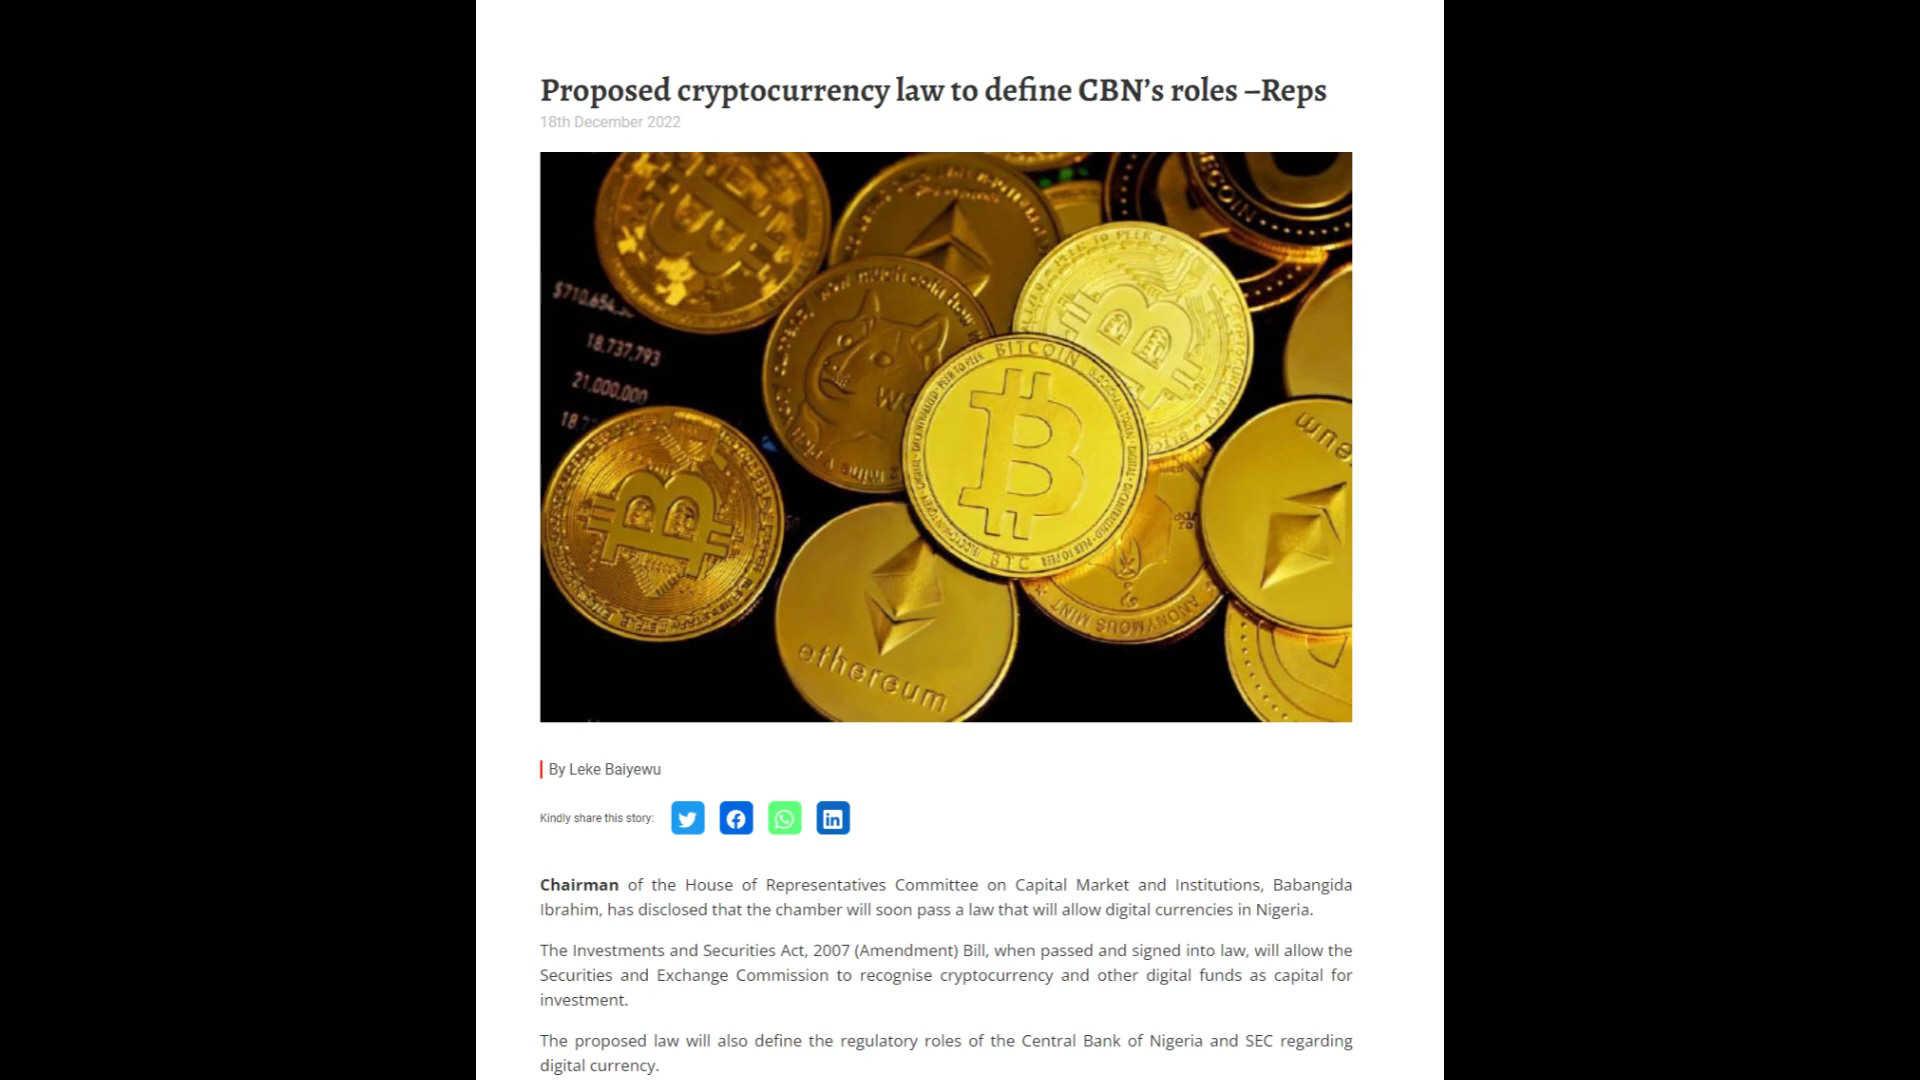 Proposed cryptocurrency law to define CBN’s roles –Reps
18th December 2022
$710,654
18,737,793
21,000,000
BITCOIN
BTC
ethereum
ANONYMOUS MINT
By Leke Baiyewu
Kindly share this story:
Chairman of the House of Representatives Committee on Capital Market and Institutions, Babangida
Ibrahim, has disclosed that the chamber will soon pass a law that will allow digital currencies in Nigeria.
The Investments and Securities Act, 2007 (Amendment) Bill, when passed and signed into law, will allow the
Securities and Exchange Commission to recognise cryptocurrency and other digital funds as capital for
investment.
The proposed law will also define the regulatory roles of the Central Bank of Nigeria and SEC regarding
digital currency.